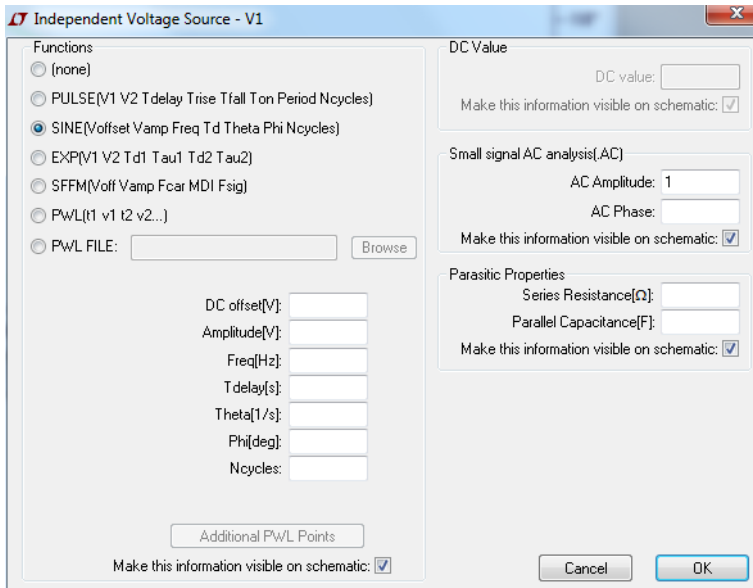 Independent Voltage Source - V1
Functions
(none)
PULSE(V1 V2 Tdelay Trise Tfall Ton Period Ncycles)
SINE(Voffset Vamp Freq Td Theta Phi Ncycles)
EXP(V1 V2 Td1 Tau1 Td2 Tau2)
SFFM(Voff Vamp Fcar MDI Fsig)
PWL(t1 v1 t2 v2...)
PWL FILE:
Browse
DC offset[V]:
Amplitude[V]:
Freq[Hz]:
Tdelay[s]:
Theta[1/s]:
Phi[deg]:
Ncycles:
Additional PWL Points
Make this information visible on schematic:
DC Value
DC value:
Make this information visible on schematic:
Small signal AC analysis(.AC)
AC Amplitude: 1
AC Phase:
Make this information visible on schematic:
Parasitic Properties
Series Resistance[Ω]:
Parallel Capacitance[F]:
Make this information visible on schematic:
Cancel
OK